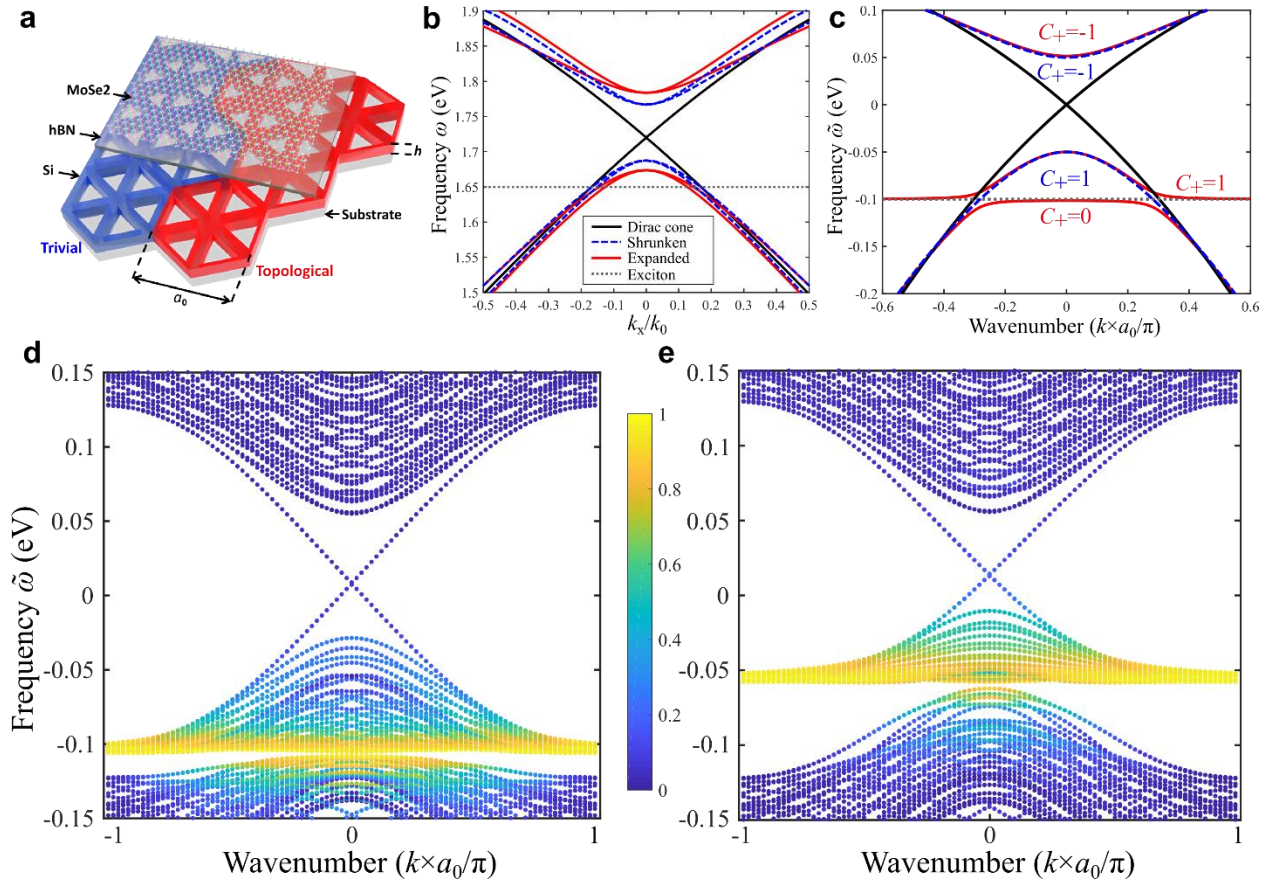 a
MoSe2
hBN
Si
h
Substrate
Trivial
Topological
a₀
b
Frequency ω (eV)
1.9
1.8
1.7
1.65
1.6
1.5
Dirac cone
Shrunken
Expanded
Exciton
-0.5 -0.4 -0.3 -0.2 -0.1 0 0.1 0.2 0.3 0.4 0.5
kₓ/k₀
c
Frequency ω̃ (eV)
0.1
0.05
0
-0.05
-0.1
-0.15
-0.2
C₊=-1
C₊=-1
C₊=1
C₊=1
C₊=0
-0.6 -0.4 -0.2 0 0.2 0.4 0.6
Wavenumber (k×a₀/π)
d
Frequency ω̃ (eV)
0.15
0.1
0.05
0
-0.05
-0.1
-0.15
-1 0 1
Wavenumber (k×a₀/π)
1
0.8
0.6
0.4
0.2
0
e
0.15
0.1
0.05
0
-0.05
-0.1
-0.15
-1 0 1
Wavenumber (k×a₀/π)